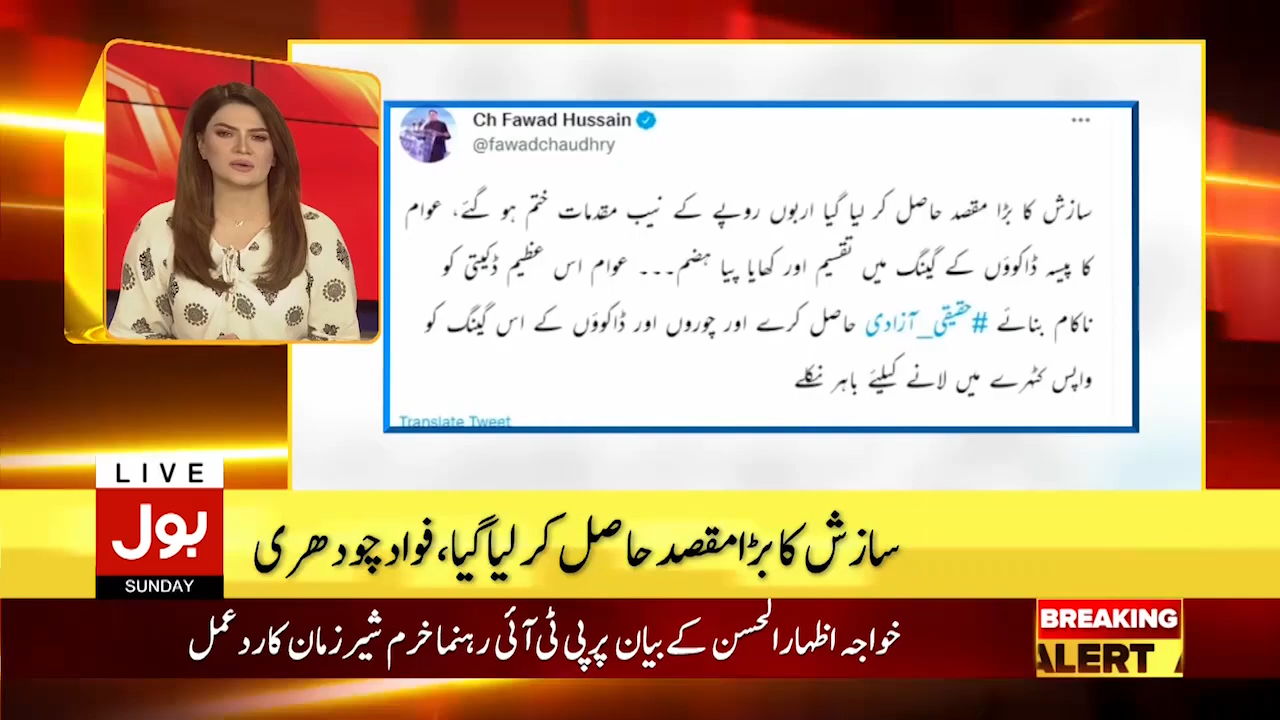 Ch Fawad Hussain
@fawadchaudhry
سازش کا بڑا مقصد حاصل کر لیا گیا اربوں روپے کے نیب مقدمات ختم ہو گئے، عوام
کا پیسہ ڈاکوؤں کے گینگ میں تقسیم اور کھایا پیا ہضم۔۔۔ عوام اس عظیم ڈکیتی کو
ناکام بنائے #حقیقی_آزادی حاصل کرے اور چوروں اور ڈاکوؤں کے اس گینگ کو
واپس کٹہرے میں لانے کیلئے باہر نکلے
Translate Tweet
LIVE
بول
SUNDAY
سازش کا بڑا مقصد حاصل کر لیا گیا، فواد چودھری
خواجہ اظہار الحسن کے بیان پر پی ٹی آئی رہنما خرم شیر زمان کا رد عمل
BREAKING
ALERT